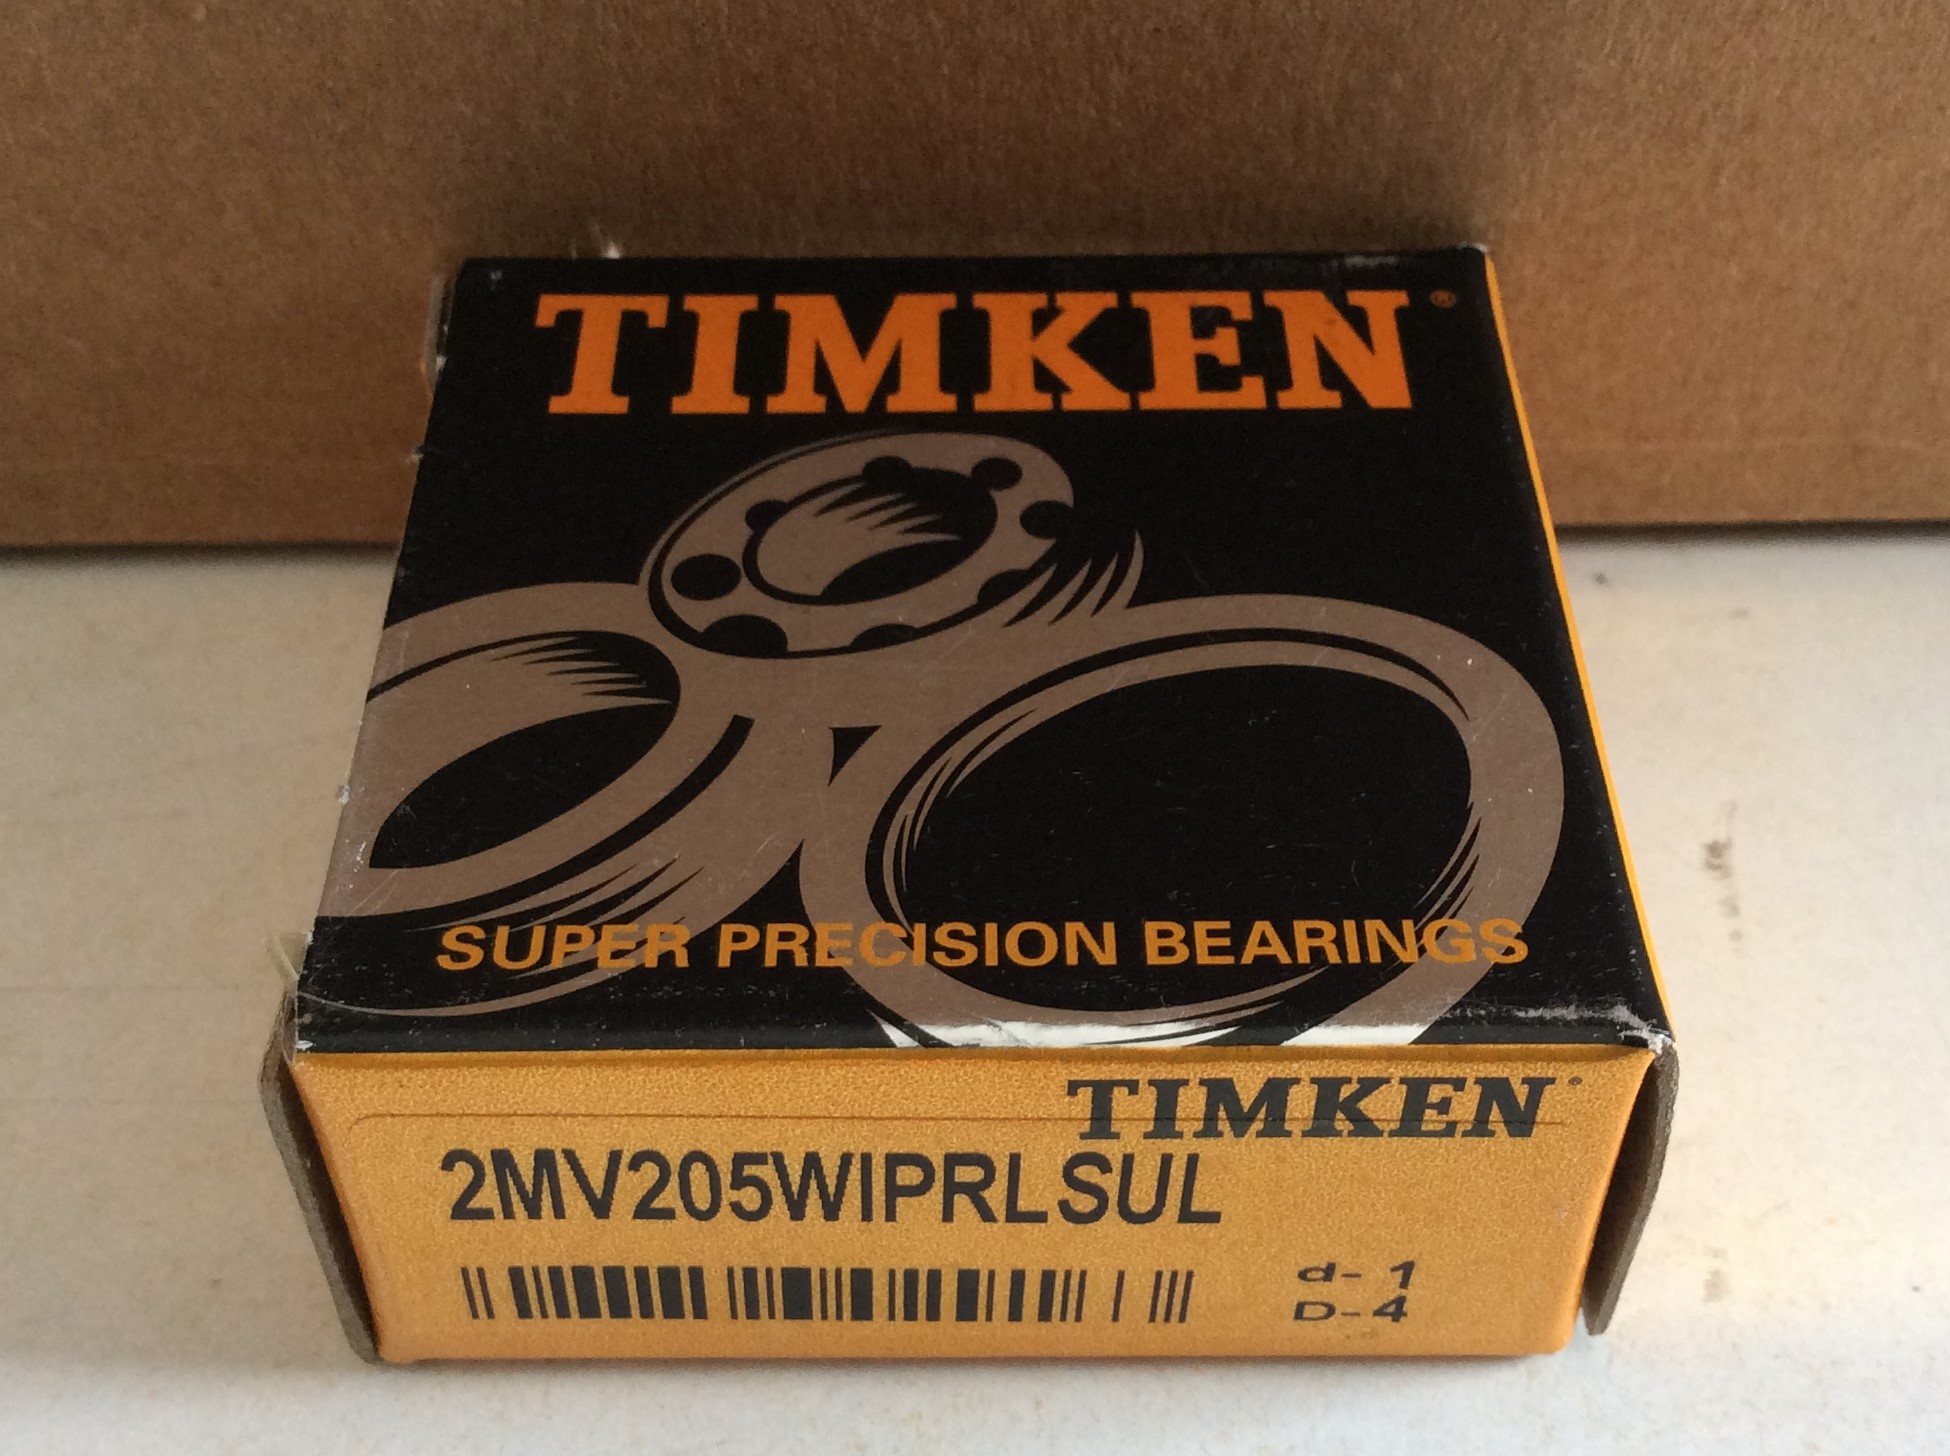 TIMKEN®
SUPER PRECISION BEARINGS
TIMKEN®
2MV205WIPRLSUL
d- 1
D-4